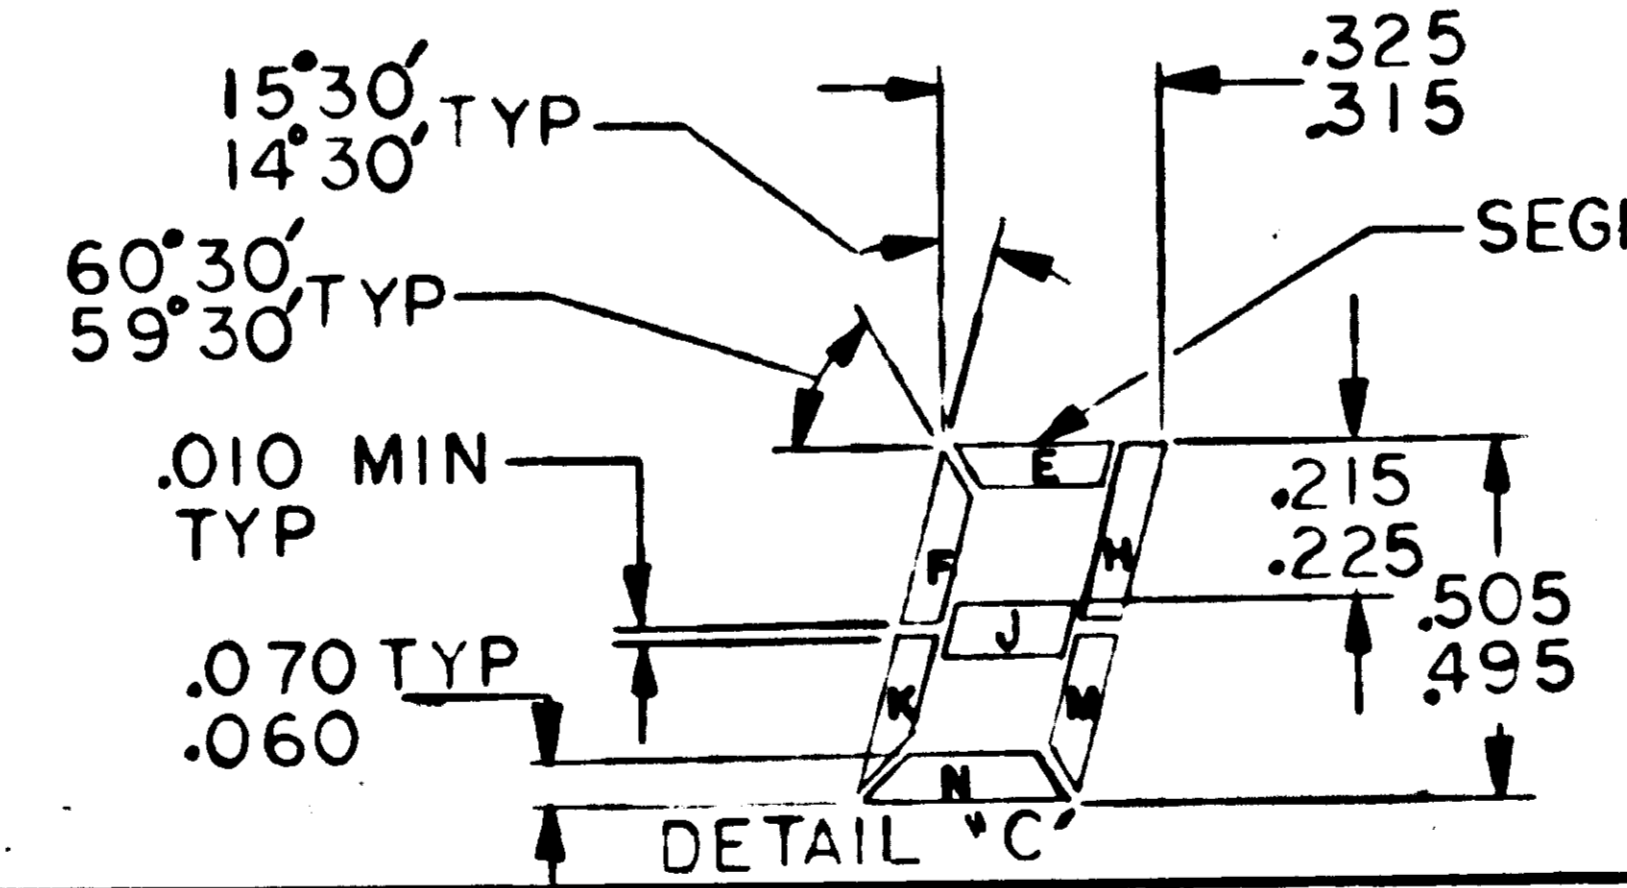 .325
.315
15°30'
14°30' TYP
SEG
60°30'
59°30' TYP
.010 MIN
TYP
E
.215
.225
F
H
.505
.495
J
.070 TYP
.060
K
M
N
DETAIL "C"